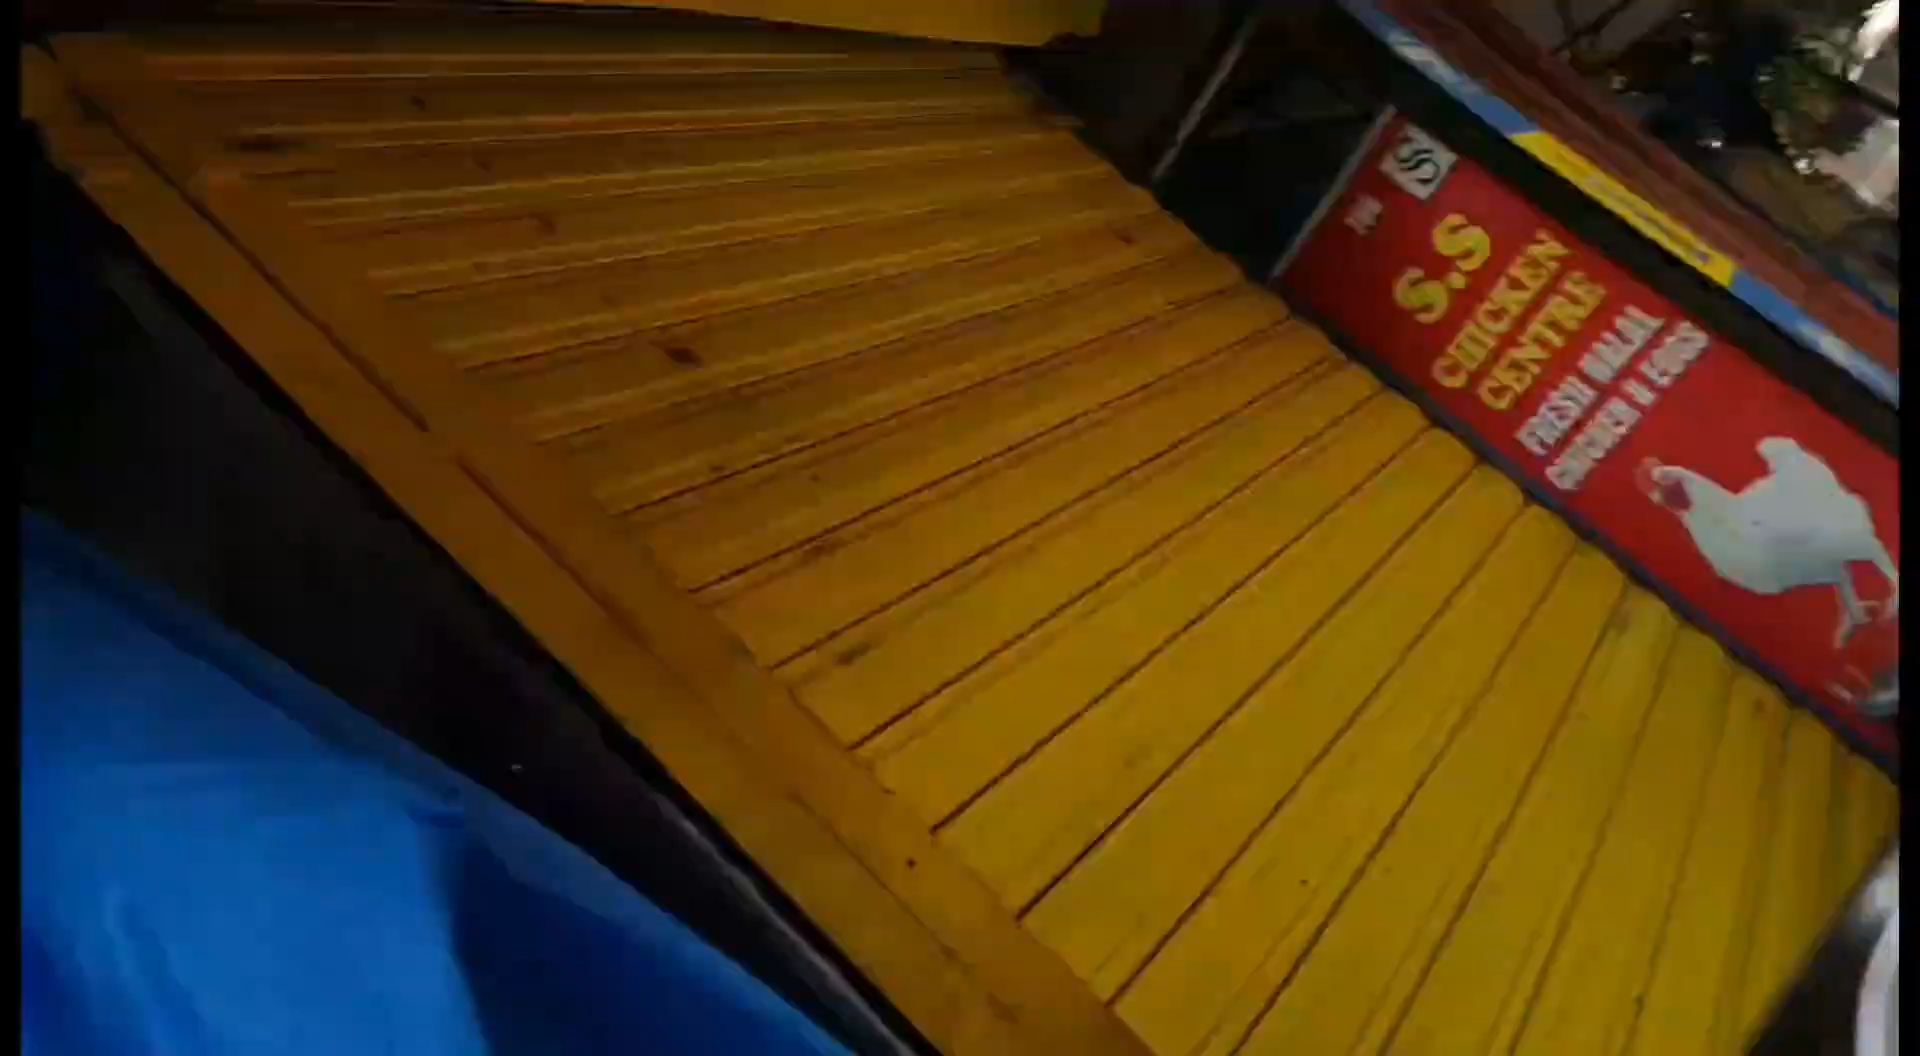 S.S
CHICKEN
CENTRE
FRESH HALAL
CHICKEN & EGGS